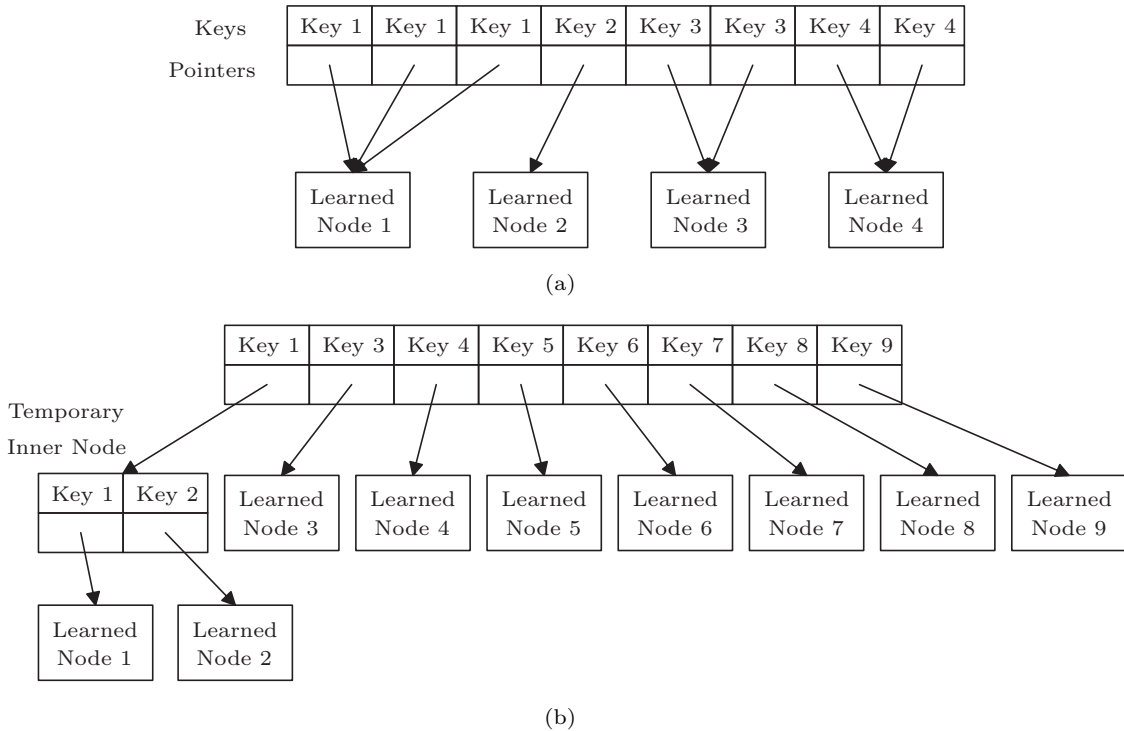 Keys Key 1 Key 1 Key 1 Key 2 Key 3 Key 3 Key 4 Key 4
Pointers
Learned Learned Learned Learned
Node 1 Node 2 Node 3 Node 4
(a)
Key 1 Key 3 Key 4 Key 5 Key 6 Key 7 Key 8 Key 9
Temporary
Inner Node
Key 1 Key 2
Learned Learned Learned Learned Learned Learned Learned
Node 3 Node 4 Node 5 Node 6 Node 7 Node 8 Node 9
Learned Learned
Node 1 Node 2
(b)